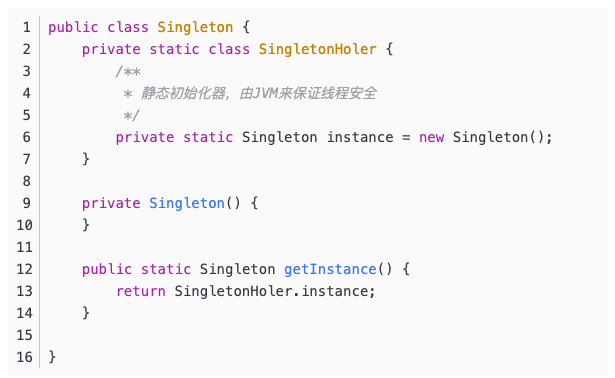 1 public class Singleton {
2     private static class SingletonHoler {
3         /**
4          * 静态初始化器，由JVM来保证线程安全
5          */
6         private static Singleton instance = new Singleton();
7     }
8
9     private Singleton() {
10     }
11
12     public static Singleton getInstance() {
13         return SingletonHoler.instance;
14     }
15
16 }